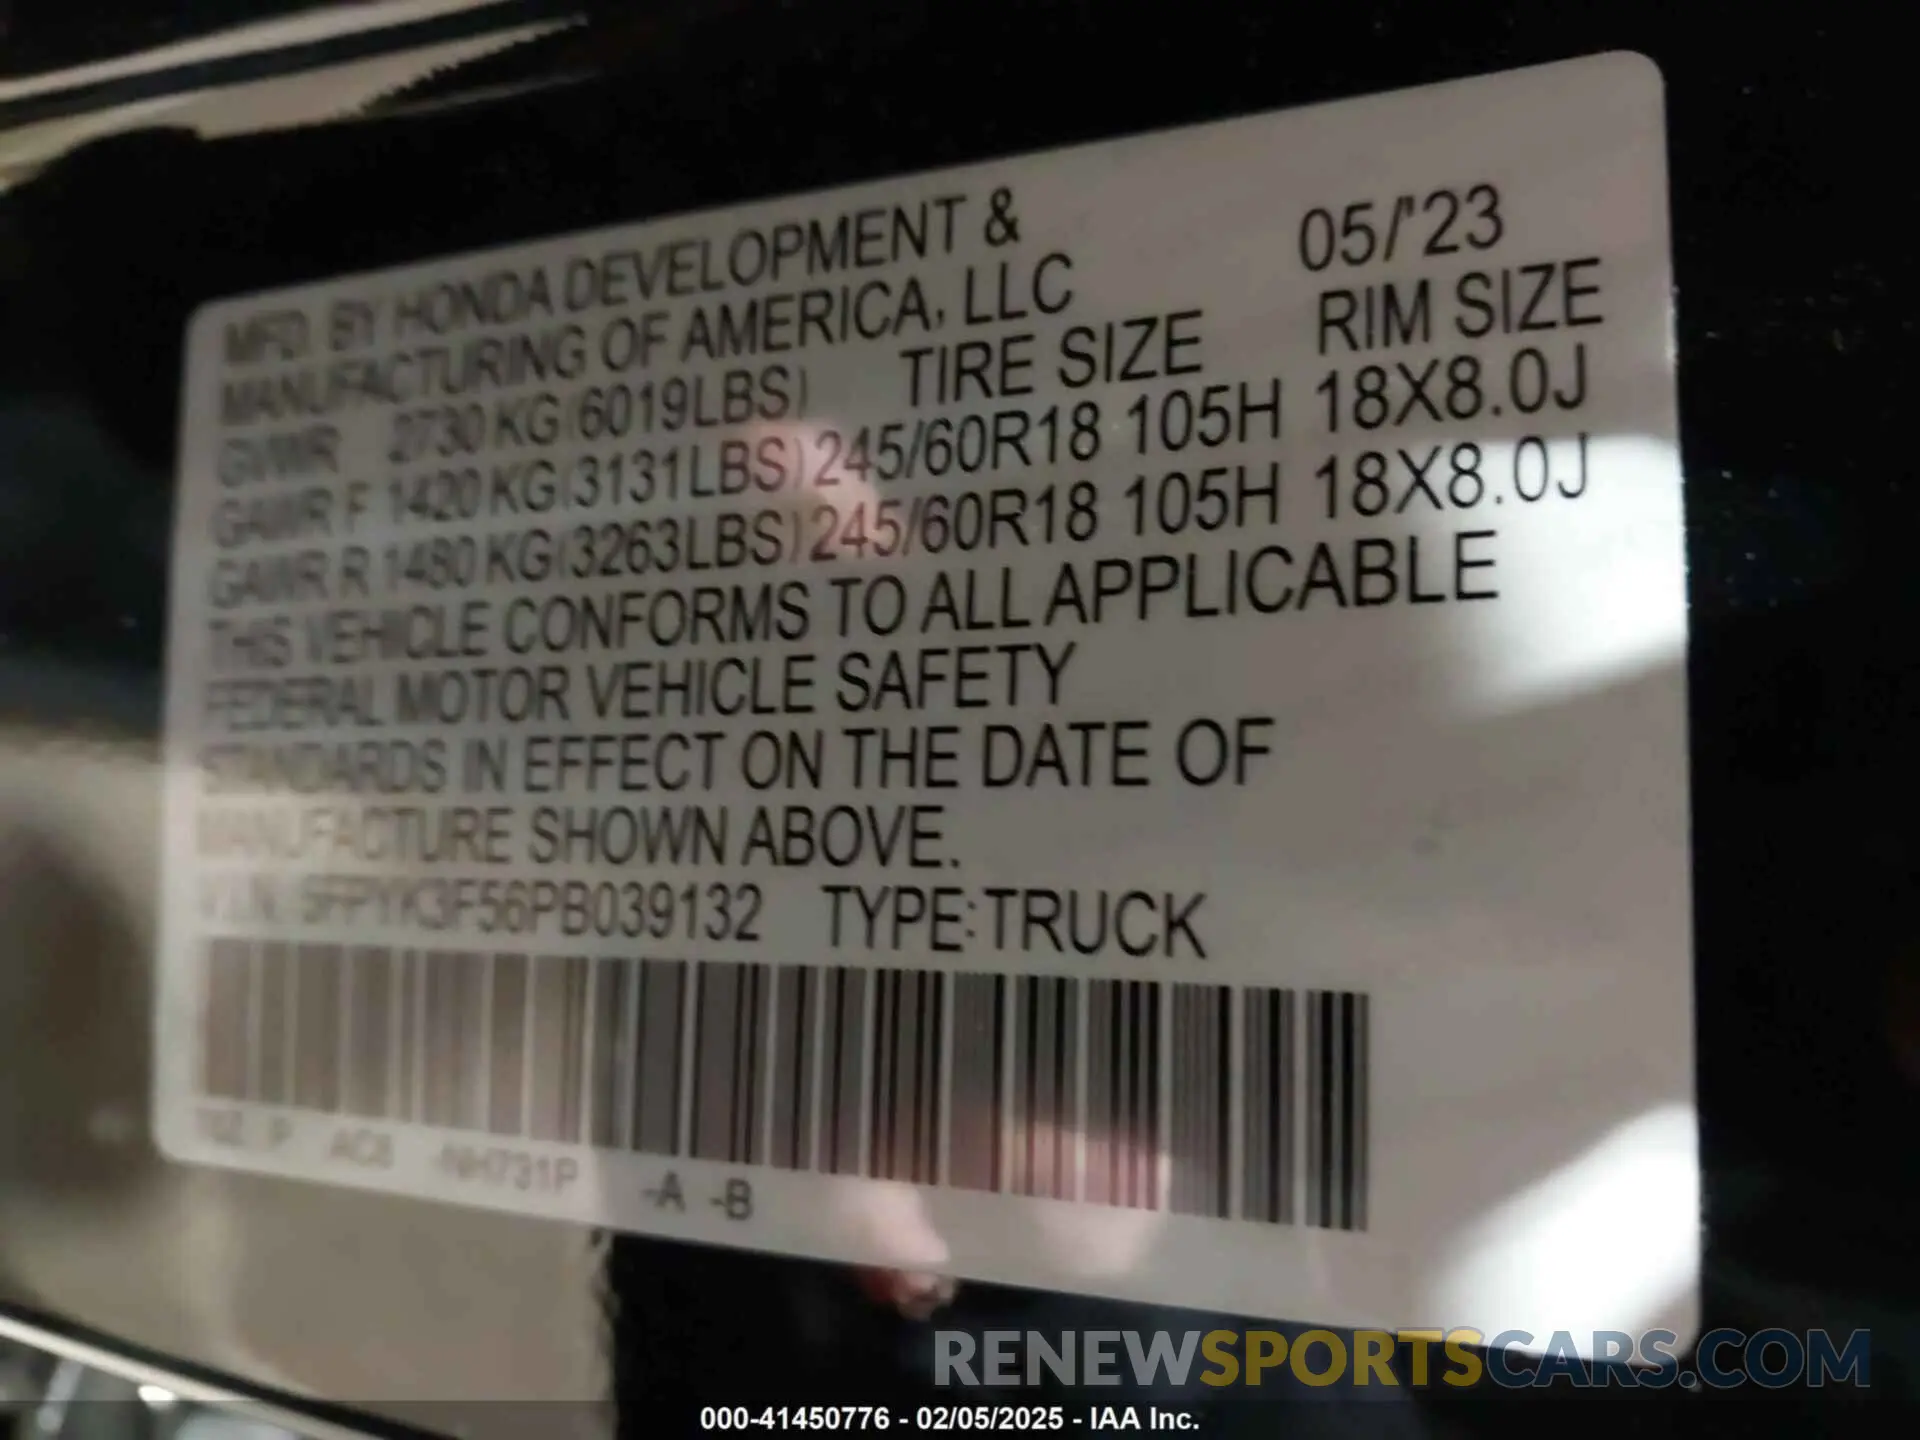 MFD. BY HONDA DEVELOPMENT & 05/'23
MANUFACTURING OF AMERICA, LLC
GVWR 2730 KG (6019LBS) TIRE SIZE RIM SIZE
GAWR F 1420 KG (3131LBS) 245/60R18 105H 18X8.0J
GAWR R 1480 KG (3263LBS) 245/60R18 105H 18X8.0J
THIS VEHICLE CONFORMS TO ALL APPLICABLE
FEDERAL MOTOR VEHICLE SAFETY
STANDARDS IN EFFECT ON THE DATE OF
MANUFACTURE SHOWN ABOVE.
V.I.N. 5FPYK3F56PB039132 TYPE:TRUCK
P NH731P -A -B
RENEWSPORTSCARS.COM
000-41450776 - 02/05/2025 - IAA Inc.